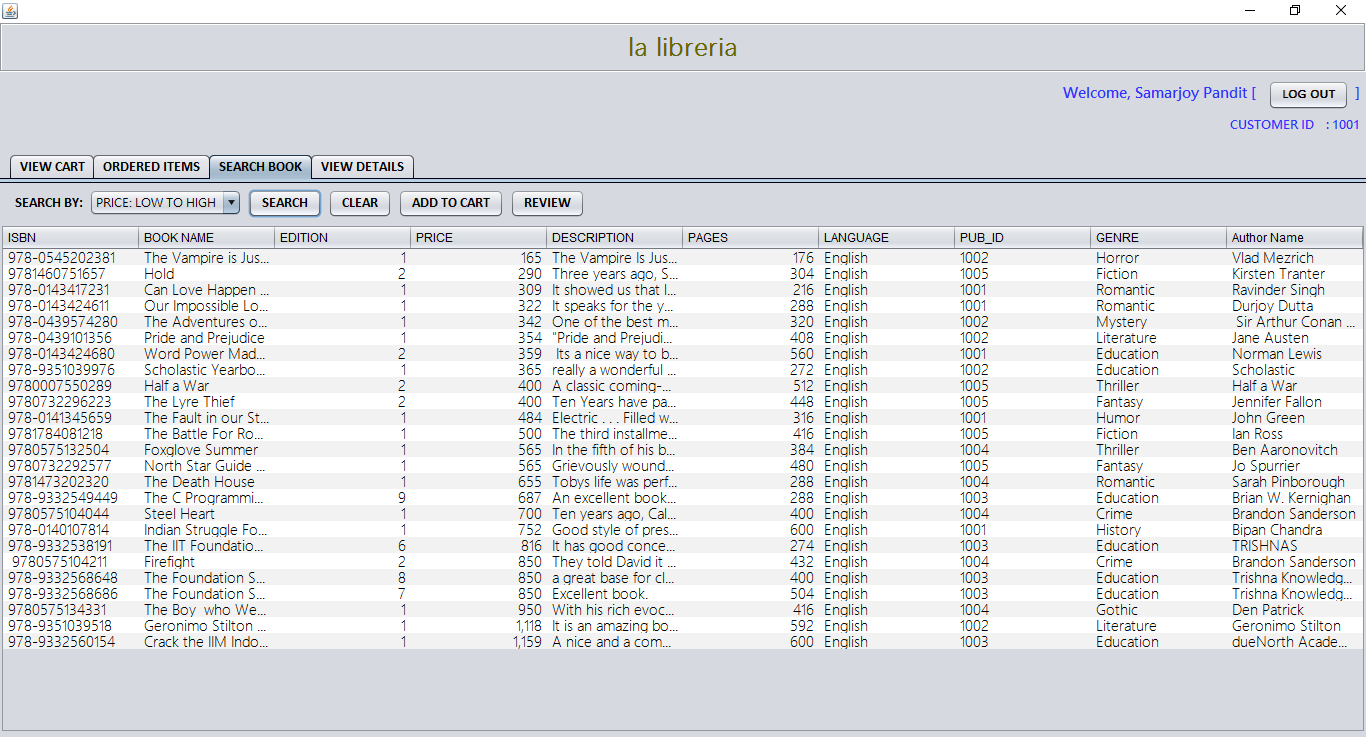 la libreria
Welcome, Samarjoy Pandit [ LOG OUT ]
CUSTOMER ID : 1001
VIEW CART ORDERED ITEMS SEARCH BOOK VIEW DETAILS
SEARCH BY: PRICE: LOW TO HIGH SEARCH CLEAR ADD TO CART REVIEW
ISBN BOOK NAME EDITION PRICE DESCRIPTION PAGES LANGUAGE PUB_ID GENRE Author Name
978-0545202381 The Vampire is Jus... 1 165 The Vampire Is Jus... 176 English 1002 Horror Vlad Mezrich
9781460751657 Hold 2 290 Three years ago, S... 304 English 1005 Fiction Kirsten Tranter
978-0143417231 Can Love Happen ... 1 309 It showed us that l... 216 English 1001 Romantic Ravinder Singh
978-0143424611 Our Impossible Lo... 1 322 It speaks for the y... 288 English 1001 Romantic Durjoy Dutta
978-0439574280 The Adventures o... 1 342 One of the best m... 320 English 1002 Mystery Sir Arthur Conan ...
978-0439101356 Pride and Prejudice 1 354 "Pride and Prejudi... 408 English 1002 Literature Jane Austen
978-0143424680 Word Power Mad... 2 359 Its a nice way to b... 560 English 1001 Education Norman Lewis
978-9351039976 Scholastic Yearbo... 1 365 really a wonderful ... 272 English 1002 Education Scholastic
9780007550289 Half a War 2 400 A classic coming-... 512 English 1005 Thriller Half a War
9780732296223 The Lyre Thief 2 400 Ten Years have pa... 448 English 1005 Fantasy Jennifer Fallon
978-0141345659 The Fault in our St... 1 484 Electric . . . Filled w... 316 English 1001 Humor John Green
9781784081218 The Battle For Ro... 1 500 The third installme... 416 English 1005 Fiction Ian Ross
9780575132504 Foxglove Summer 1 565 In the fifth of his b... 384 English 1004 Thriller Ben Aaronovitch
9780732292577 North Star Guide ... 1 565 Grievously wound... 480 English 1005 Fantasy Jo Spurrier
9781473202320 The Death House 1 655 Tobys life was perf... 288 English 1004 Romantic Sarah Pinborough
978-9332549449 The C Programmi... 9 687 An excellent book... 288 English 1003 Education Brian W. Kernighan
9780575104044 Steel Heart 1 700 Ten years ago, Cal... 400 English 1004 Crime Brandon Sanderson
978-0140107814 Indian Struggle Fo... 1 752 Good style of pres... 600 English 1001 History Bipan Chandra
978-9332538191 The IIT Foundatio... 6 816 It has good conce... 274 English 1003 Education TRISHNAS
9780575104211 Firefight 2 850 They told David it ... 432 English 1004 Crime Brandon Sanderson
978-9332568648 The Foundation S... 8 850 a great base for cl... 400 English 1003 Education Trishna Knowledg...
978-9332568686 The Foundation S... 7 850 Excellent book. 504 English 1003 Education Trishna Knowledg...
9780575134331 The Boy who We... 1 950 With his rich evoc... 416 English 1004 Gothic Den Patrick
978-9351039518 Geronimo Stilton ... 1 1,118 It is an amazing bo... 592 English 1002 Literature Geronimo Stilton
978-9332560154 Crack the IIM Indo... 1 1,159 A nice and a com... 600 English 1003 Education dueNorth Acade...